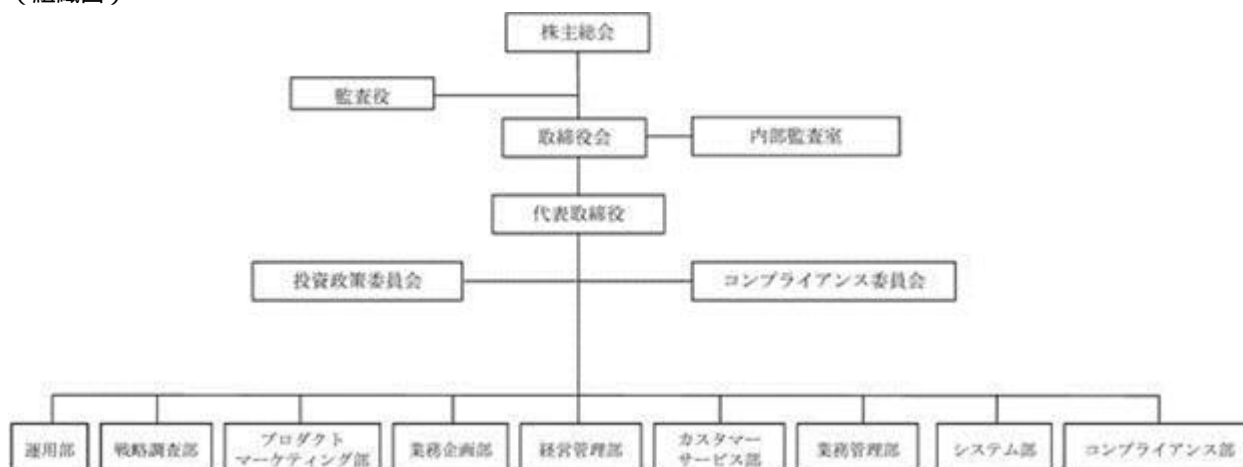 (組織図)
株主総会
監査役
取締役会
内部監査室
代表取締役
投資政策委員会
コンプライアンス委員会
運用部
戦略調査部
プロダクト
マーケティング部
業務企画部
経営管理部
カスタマー
サービス部
業務管理部
システム部
コンプライアンス部